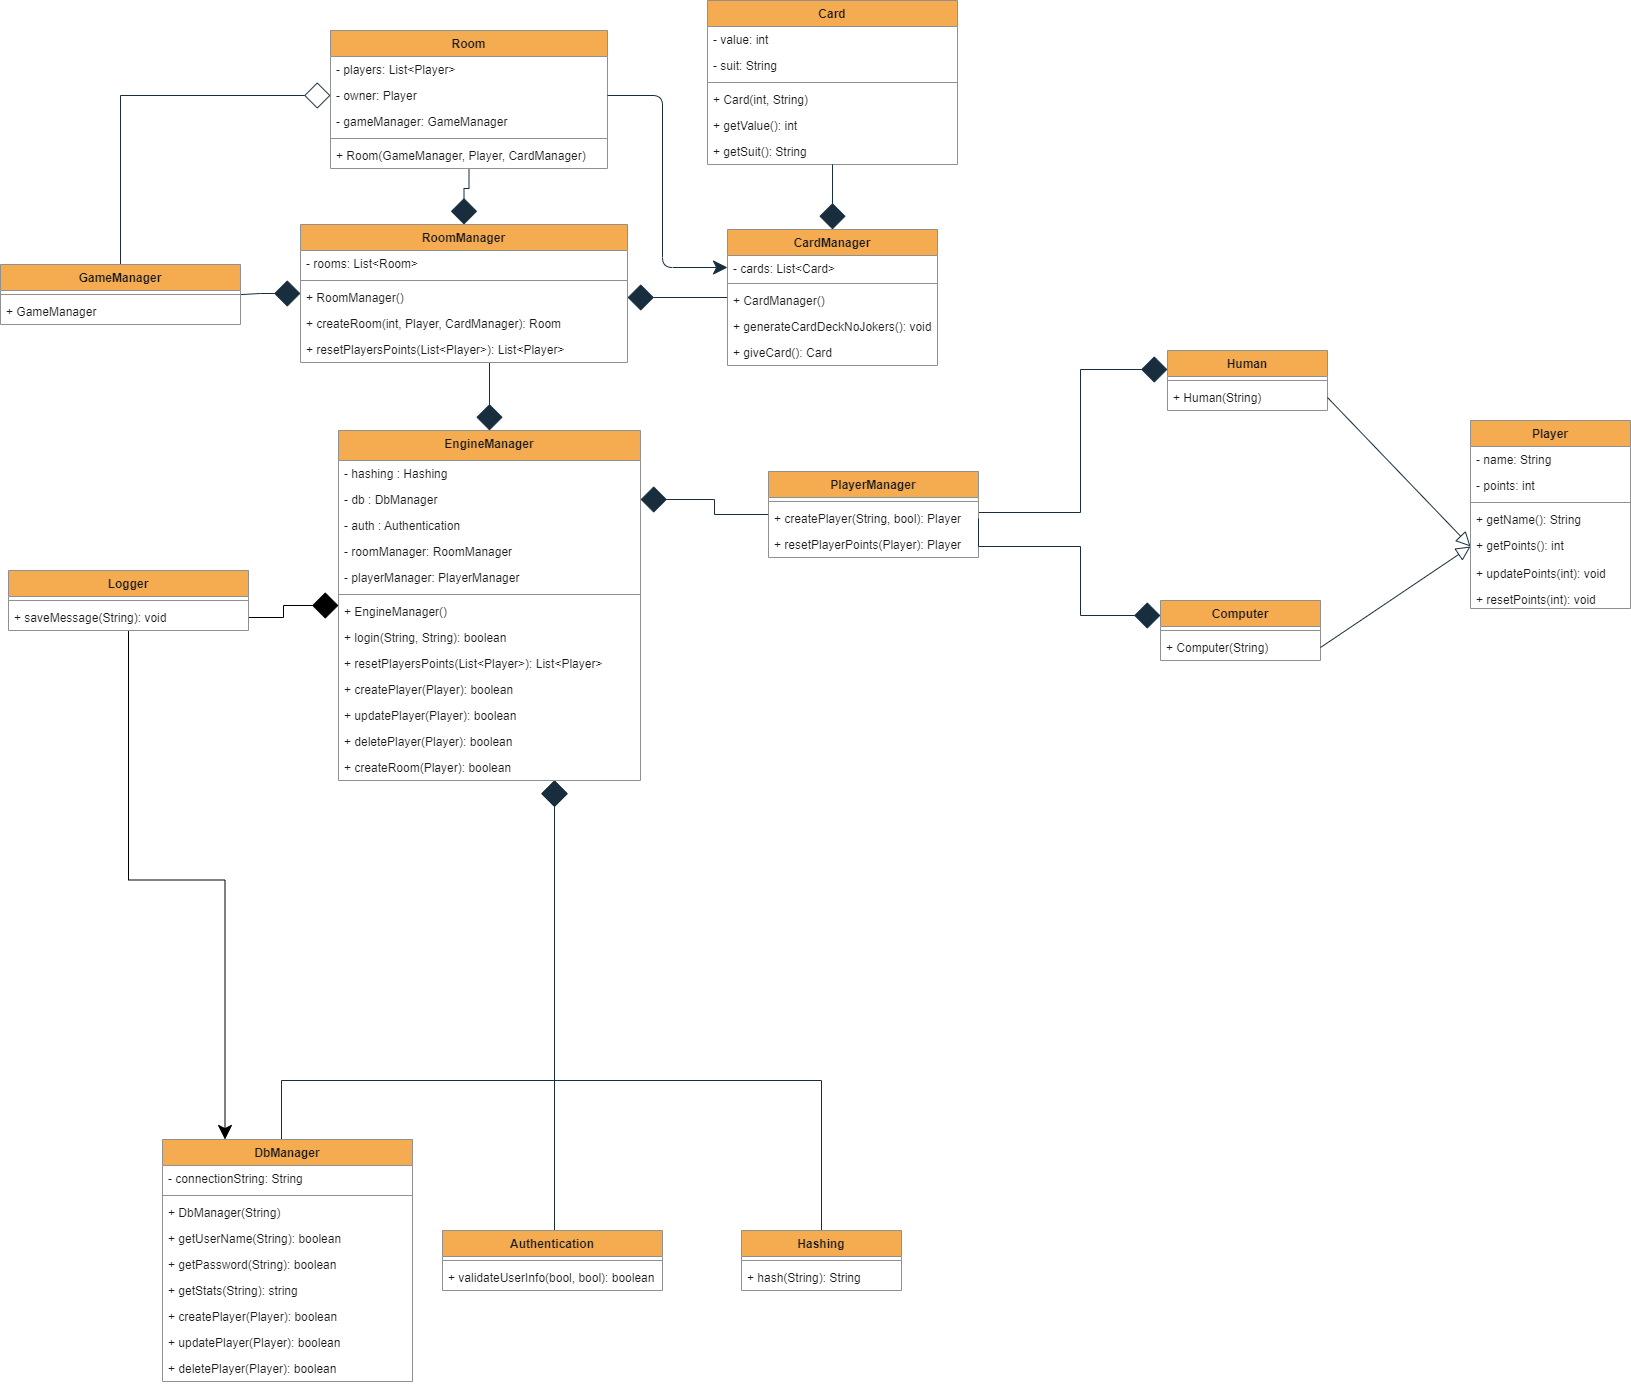 Room
- players: List<Player>
- owner: Player
- gameManager: GameManager
+ Room(GameManager, Player, CardManager)
Card
- value: int
- suit: String
+ Card(int, String)
+ getValue(): int
+ getSuit(): String
GameManager
+ GameManager
RoomManager
- rooms: List<Room>
+ RoomManager()
+ createRoom(int, Player, CardManager): Room
+ resetPlayersPoints(List<Player>): List<Player>
CardManager
- cards: List<Card>
+ CardManager()
+ generateCardDeckNoJokers(): void
+ giveCard(): Card
Human
+ Human(String)
Player
- name: String
- points: int
+ getName(): String
+ getPoints(): int
+ updatePoints(int): void
+ resetPoints(int): void
EngineManager
- hashing : Hashing
- db : DbManager
- auth : Authentication
- roomManager: RoomManager
- playerManager: PlayerManager
+ EngineManager()
+ login(String, String): boolean
+ resetPlayersPoints(List<Player>): List<Player>
+ createPlayer(Player): boolean
+ updatePlayer(Player): boolean
+ deletePlayer(Player): boolean
+ createRoom(Player): boolean
PlayerManager
+ createPlayer(String, bool): Player
+ resetPlayerPoints(Player): Player
Logger
+ saveMessage(String): void
Computer
+ Computer(String)
DbManager
- connectionString: String
+ DbManager(String)
+ getUserName(String): boolean
+ getPassword(String): boolean
+ getStats(String): string
+ createPlayer(Player): boolean
+ updatePlayer(Player): boolean
+ deletePlayer(Player): boolean
Authentication
+ validateUserInfo(bool, bool): boolean
Hashing
+ hash(String): String